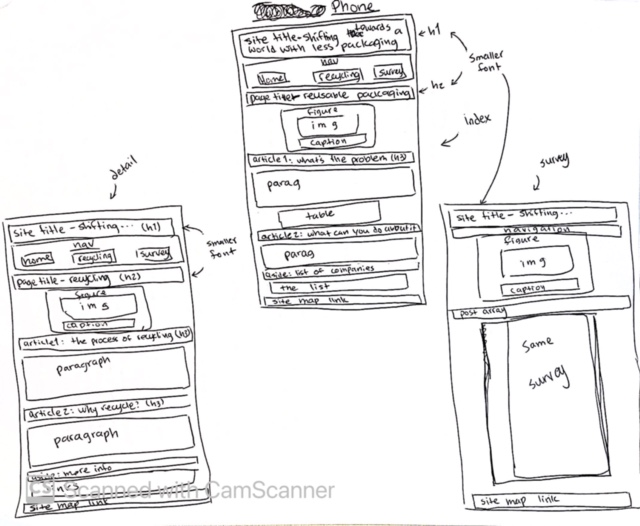 Phone
site title - shifting towards a
world with less packaging
nav
Home recycling survey
page title - reusable packaging
figure
img
caption
article 1: what's the problem (h3)
parag
table
article 2: what can you do about it
parag
aside: list of companies
the list
site map link
← h1
smaller
font
← h2
index
detail
site title - shifting... (h1)
nav
home recycling survey
page title - recycling (h2)
figure
img
caption
article 1: the process of recycling (h3)
paragraph
article 2: why recycle? (h3)
paragraph
aside: more info
site map link
smaller
font
survey
site title - shifting...
navigation
figure
img
caption
post array
same
survey
site map link
CS Scanned with CamScanner